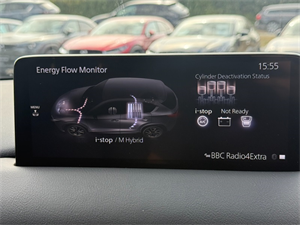 Energy Flow Monitor
15:55
Cylinder Deactivation Status
MENU
i-stop Not Ready
i-stop / M Hybrid
BBC Radio4Extra